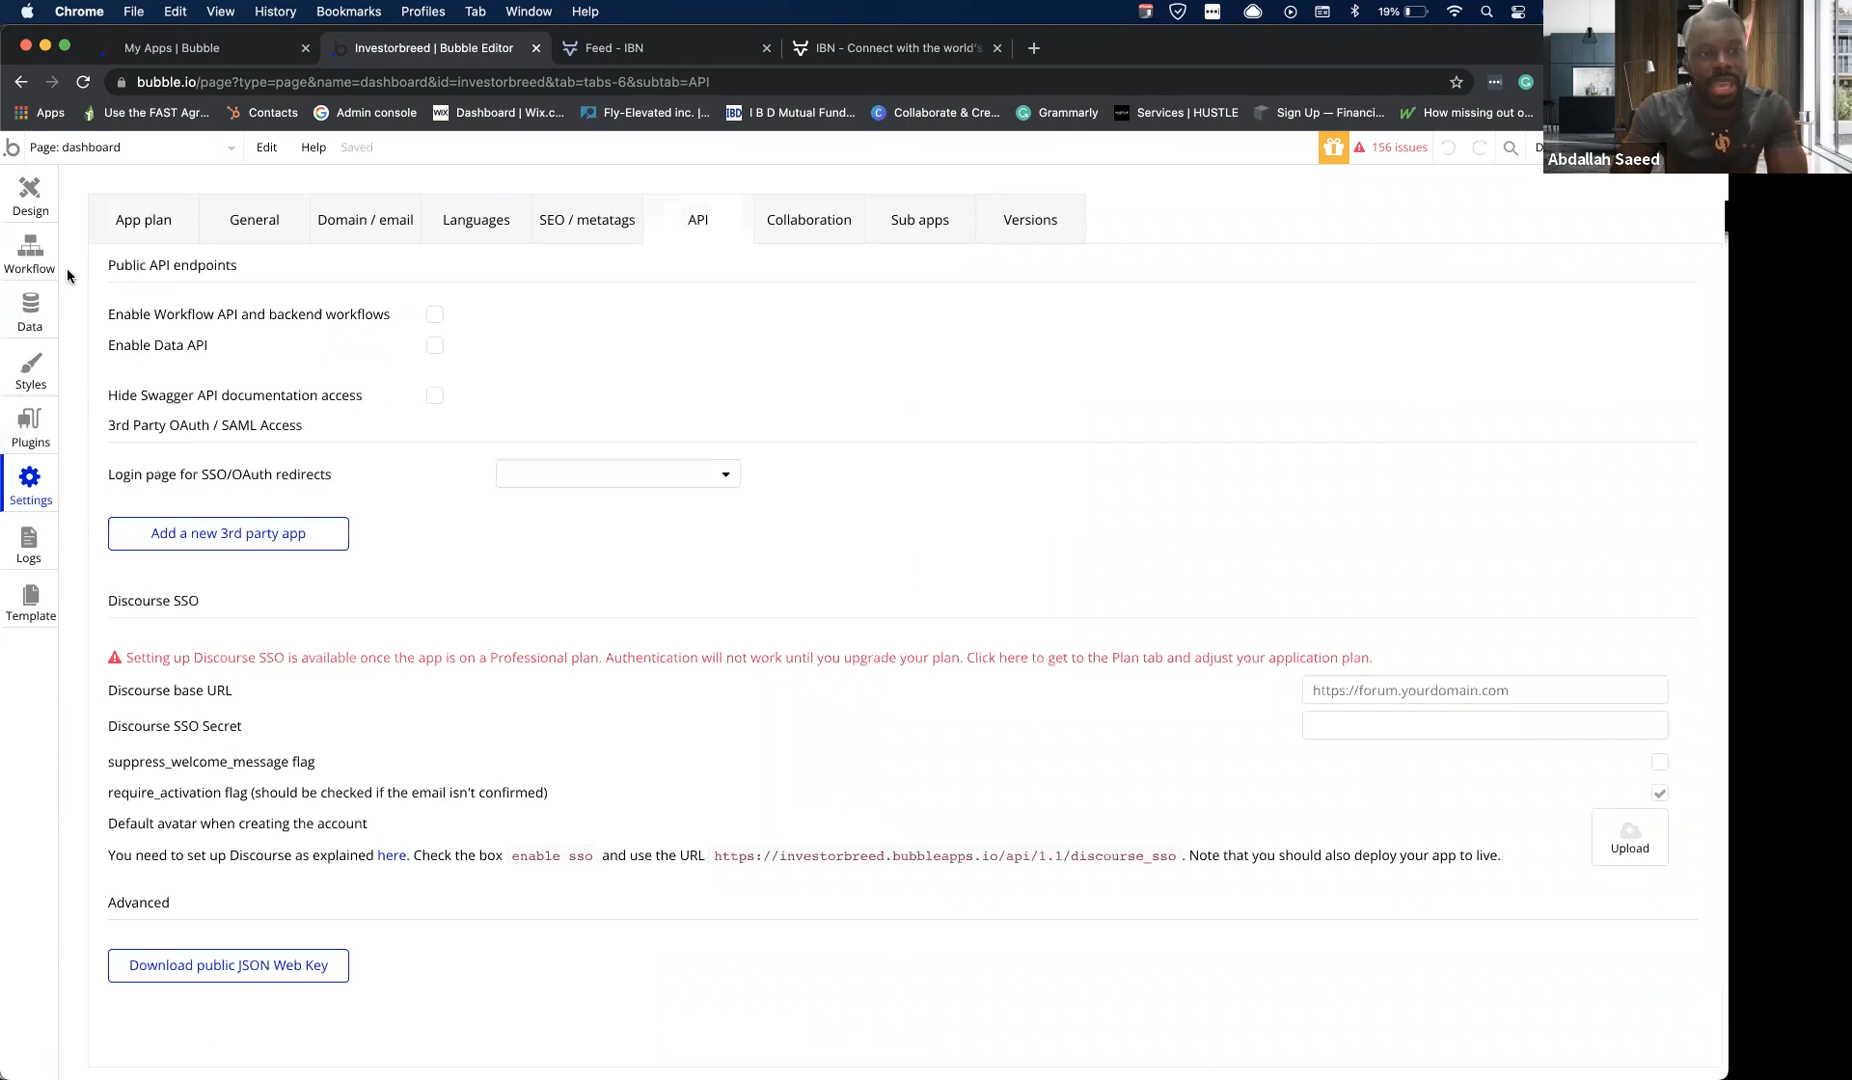 Chrome File Edit View History Bookmarks Profiles Tab Window Help 19%
My Apps | Bubble
Investorbreed | Bubble Editor
Feed - IBN
IBN - Connect with the world's
bubble.io/page?type=page&name=dashboard&id=investorbreed&tab=tabs-6&subtab=API
Apps Use the FAST Agr... Contacts Admin console Dashboard | Wix.c... Fly-Elevated inc. |... I B D Mutual Fund... Collaborate & Cre... Grammarly Services | HUSTLE Sign Up — Financi... How missing out o...
Page: dashboard Edit Help Saved 156 issues D
Abdallah Saeed
Design
Workflow
Data
Styles
Plugins
Settings
Logs
Template
App plan General Domain / email Languages SEO / metatags API Collaboration Sub apps Versions
Public API endpoints
Enable Workflow API and backend workflows
Enable Data API
Hide Swagger API documentation access
3rd Party OAuth / SAML Access
Login page for SSO/OAuth redirects
Add a new 3rd party app
Discourse SSO
Setting up Discourse SSO is available once the app is on a Professional plan. Authentication will not work until you upgrade your plan. Click here to get to the Plan tab and adjust your application plan.
Discourse base URL https://forum.yourdomain.com
Discourse SSO Secret
suppress_welcome_message flag
require_activation flag (should be checked if the email isn't confirmed)
Default avatar when creating the account
Upload
You need to set up Discourse as explained here. Check the box enable sso and use the URL https://investorbreed.bubbleapps.io/api/1.1/discourse_sso . Note that you should also deploy your app to live.
Advanced
Download public JSON Web Key